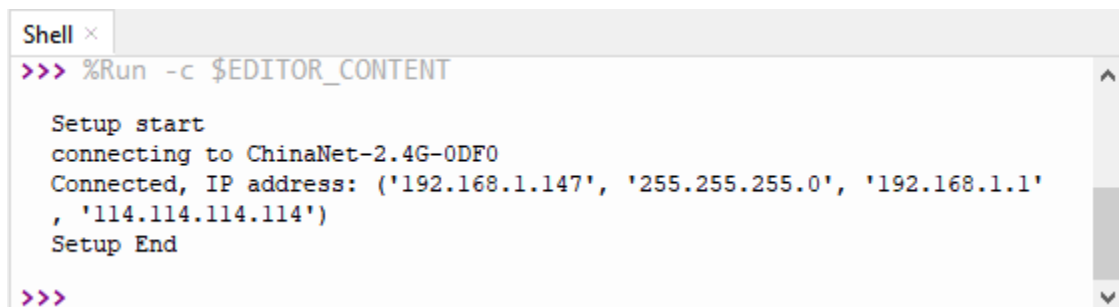 Shell ×
>>> %Run -c $EDITOR_CONTENT
Setup start
connecting to ChinaNet-2.4G-0DF0
Connected, IP address: ('192.168.1.147', '255.255.255.0', '192.168.1.1'
, '114.114.114.114')
Setup End
>>>